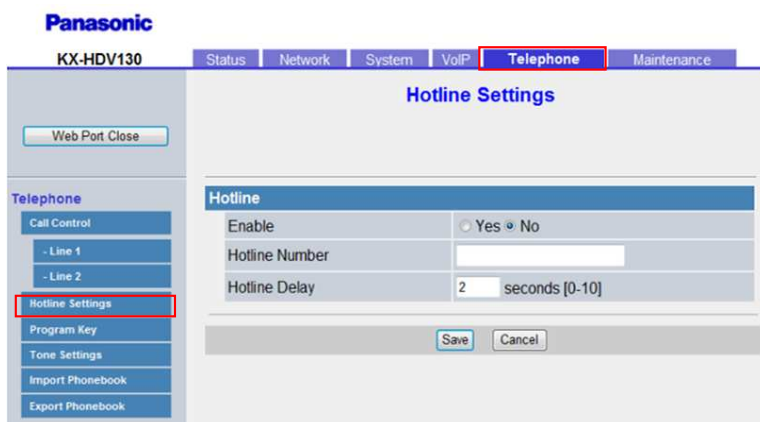 Panasonic
KX-HDV130
Status Network System VoIP Telephone Maintenance
Hotline Settings
Web Port Close
Telephone
Call Control
- Line 1
- Line 2
Hotline Settings
Program Key
Tone Settings
Import Phonebook
Export Phonebook
Hotline
Enable Yes No
Hotline Number
Hotline Delay 2 seconds [0-10]
Save Cancel